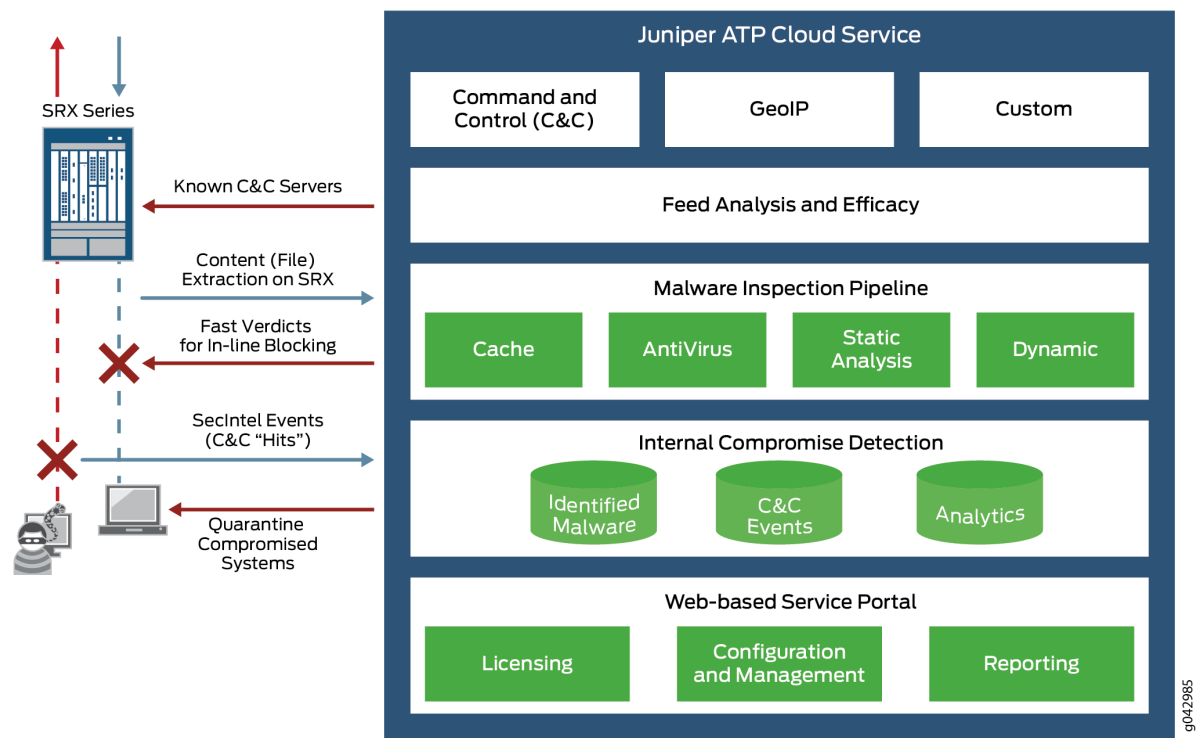 Juniper ATP Cloud Service
SRX Series
Command and
Control (C&C)
GeoIP
Custom
Known C&C Servers
Feed Analysis and Efficacy
Content (File)
Extraction on SRX
Malware Inspection Pipeline
Fast Verdicts
for In-line Blocking
Cache
AntiVirus
Static
Analysis
Dynamic
SecIntel Events
(C&C “Hits”)
Internal Compromise Detection
Identified
Malware
C&C
Events
Analytics
Quarantine
Compromised
Systems
Web-based Service Portal
Licensing
Configuration
and Management
Reporting
g042985